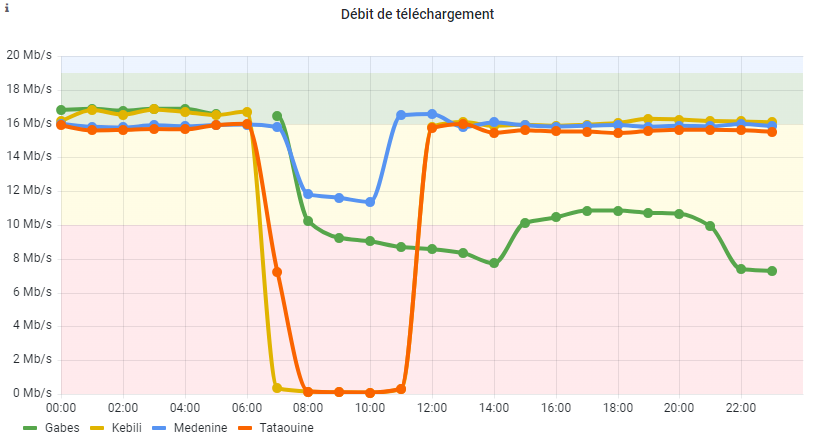 i
Débit de téléchargement
20 Mb/s
18 Mb/s
16 Mb/s
14 Mb/s
12 Mb/s
10 Mb/s
8 Mb/s
6 Mb/s
4 Mb/s
2 Mb/s
0 Mb/s
00:00 02:00 04:00 06:00 08:00 10:00 12:00 14:00 16:00 18:00 20:00 22:00
Gabes Kebili Medenine Tataouine